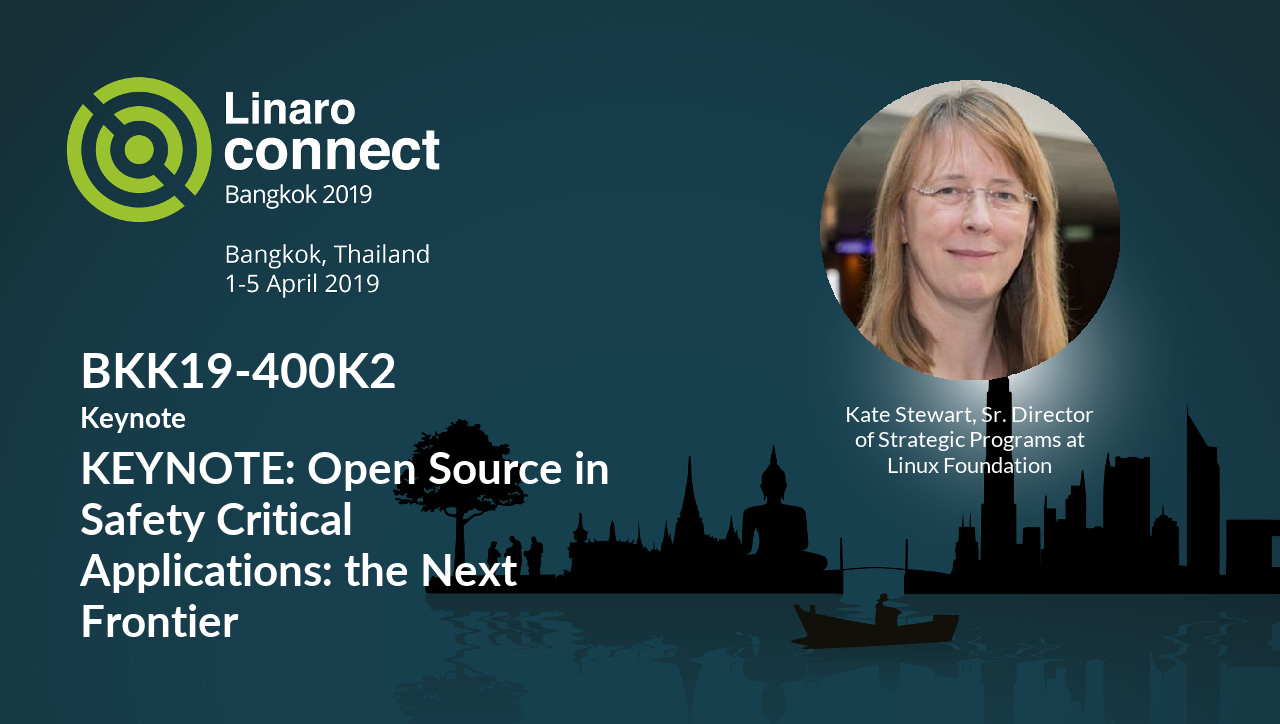 Linaro
connect
Bangkok 2019
Bangkok, Thailand
1-5 April 2019
BKK19-400K2
Keynote
KEYNOTE: Open Source in
Safety Critical
Applications: the Next
Frontier
Kate Stewart, Sr. Director
of Strategic Programs at
Linux Foundation